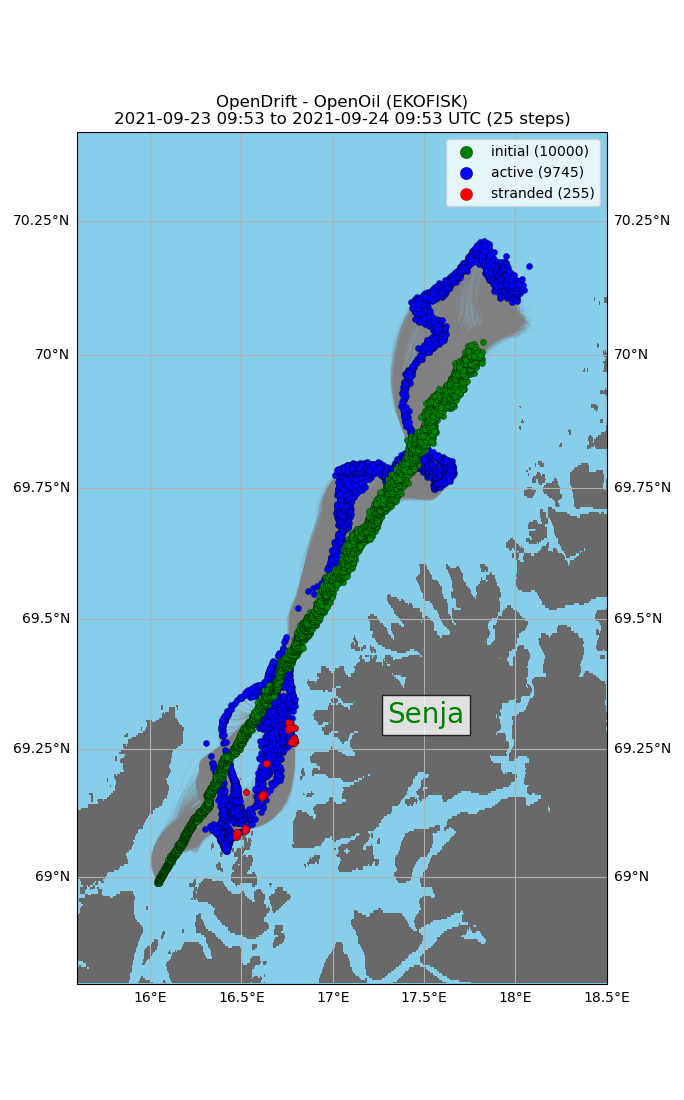 OpenDrift - OpenOil (EKOFISK)
2021-09-23 09:53 to 2021-09-24 09:53 UTC (25 steps)
initial (10000)
active (9745)
stranded (255)
70.25°N 70.25°N
70°N 70°N
69.75°N 69.75°N
69.5°N 69.5°N
Senja
69.25°N 69.25°N
69°N 69°N
16°E 16.5°E 17°E 17.5°E 18°E 18.5°E